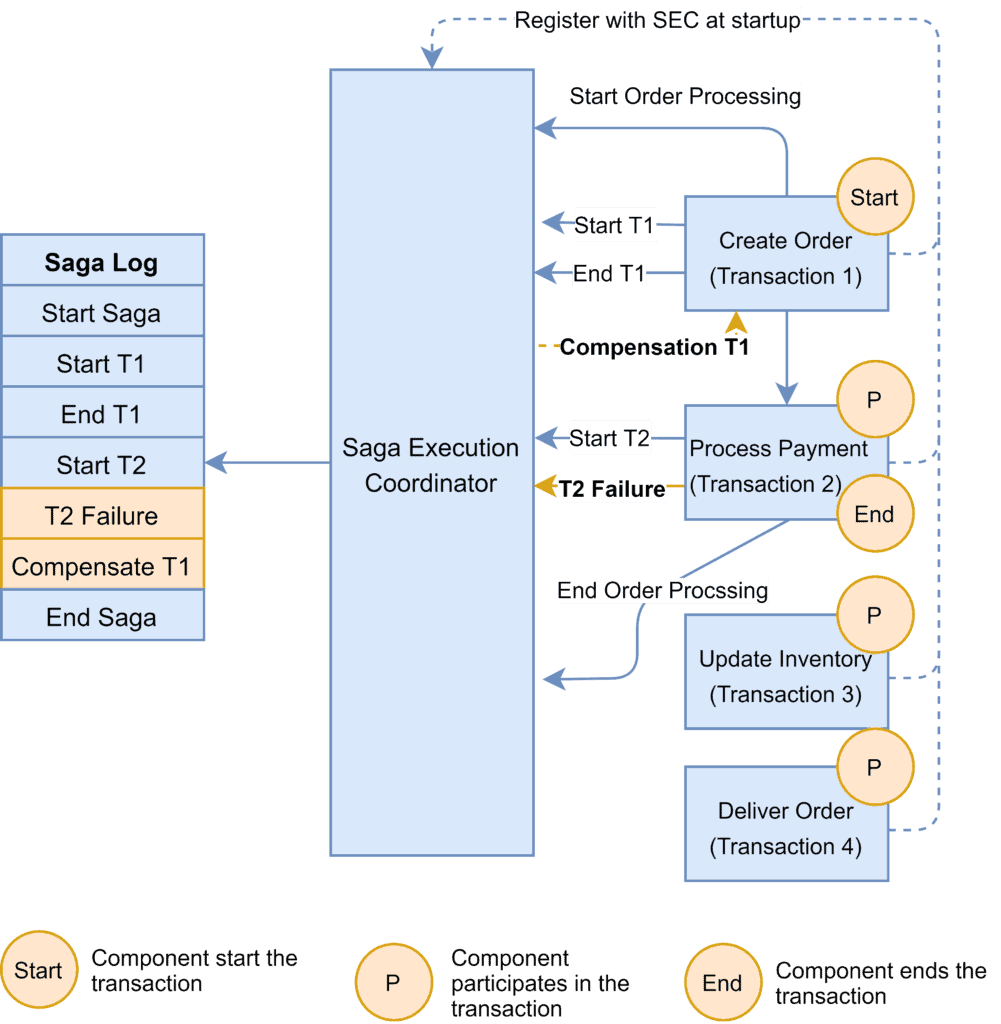 Register with SEC at startup
Start Order Processing
Start
Create Order
(Transaction 1)
Start T1
End T1
Compensation T1
Saga Log
Start Saga
Start T1
End T1
Start T2
T2 Failure
Compensate T1
End Saga
Saga Execution
Coordinator
P
Process Payment
(Transaction 2)
End
Start T2
T2 Failure
End Order Procssing
P
Update Inventory
(Transaction 3)
P
Deliver Order
(Transaction 4)
Start
Component start the
transaction
P
Component
participates in the
transaction
End
Component ends the
transaction